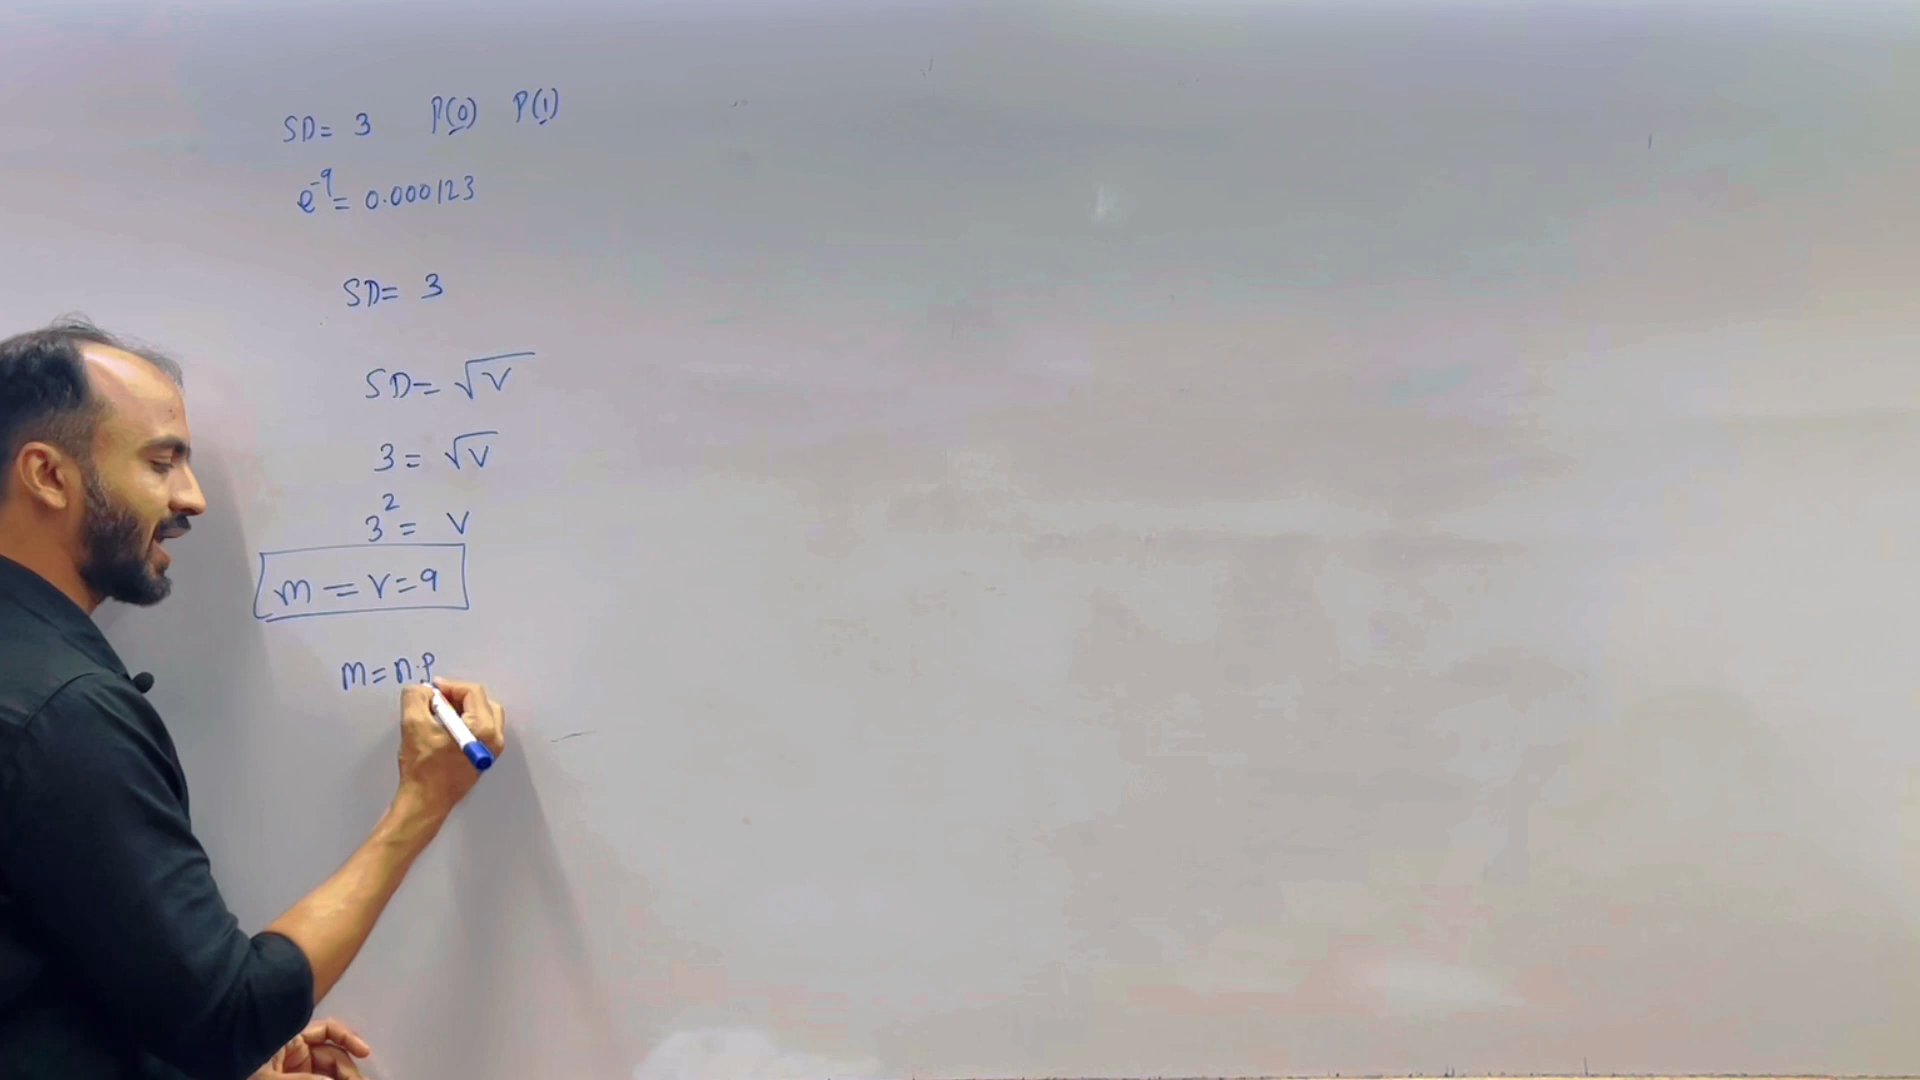 SD= 3 P(0) P(1)
e⁻⁹= 0.000123
SD= 3
SD= √V
3= √V
3²= V
m = V=9
m=n.p